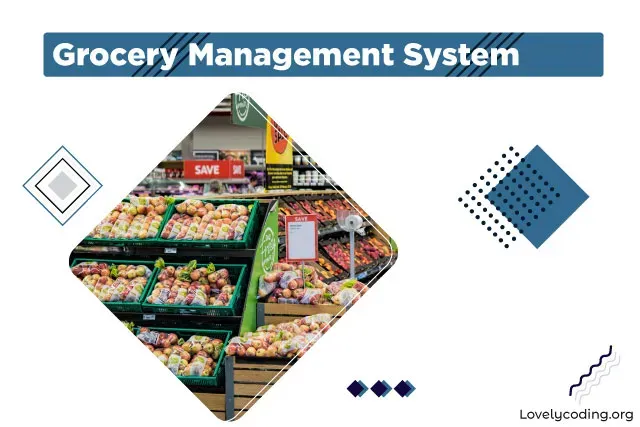 Grocery Management System
SAVE
SAVE
Lovelycoding.org